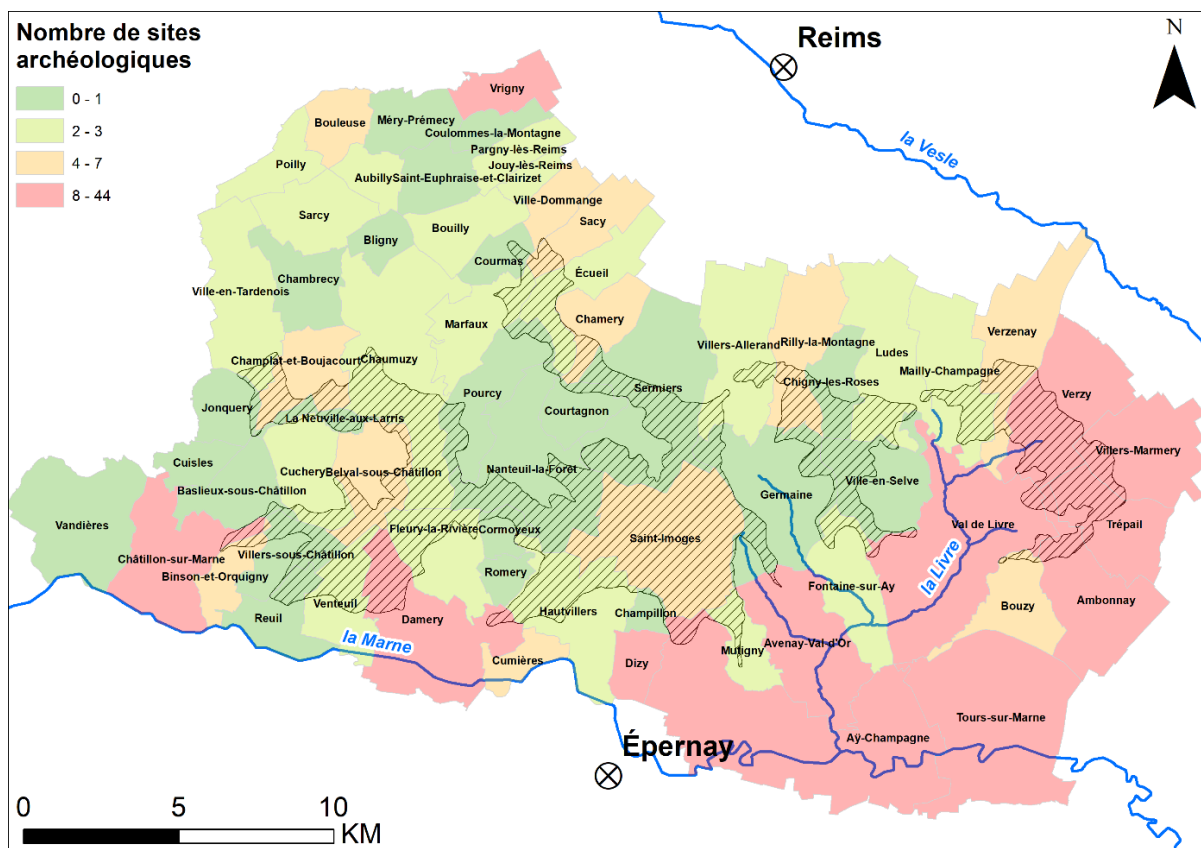 Nombre de sites
archéologiques
0 - 1
2 - 3
4 - 7
8 - 44
Reims
N
la Vesle
Vrigny
Bouleuse
Méry-Prémecy
Coulommes-la-Montagne
Pargny-lès-Reims
Jouy-lès-Reims
Poilly
Aubilly
Saint-Euphraise-et-Clairizet
Ville-Dommange
Sarcy
Sacy
Bouilly
Bligny
Courmas
Écueil
Chambrecy
Ville-en-Tardenois
Chamery
Marfaux
Verzenay
Villers-Allerand
Rilly-la-Montagne
Ludes
Champlat-et-Boujacourt
Chaumuzy
Mailly-Champagne
Sermiers
Chigny-les-Roses
Verzy
Pourcy
Jonquery
Courtagnon
La Neuville-aux-Larris
Villers-Marmery
Cuisles
Cuchery
Belval-sous-Châtillon
Nanteuil-la-Forêt
Ville-en-Selve
Baslieux-sous-Châtillon
Germaine
Vandières
Fleury-la-Rivière
Cormoyeux
Val de Livre
Trépail
Saint-Imoges
Villers-sous-Châtillon
Châtillon-sur-Marne
Binson-et-Orquigny
Romery
la Livre
Fontaine-sur-Ay
Ambonnay
Venteuil
Bouzy
Hautvillers
Champillon
Reuil
Damery
la Marne
Mutigny
Avenay-Val-d'Or
Cumières
Dizy
Tours-sur-Marne
Aÿ-Champagne
Épernay
0
5
10
KM